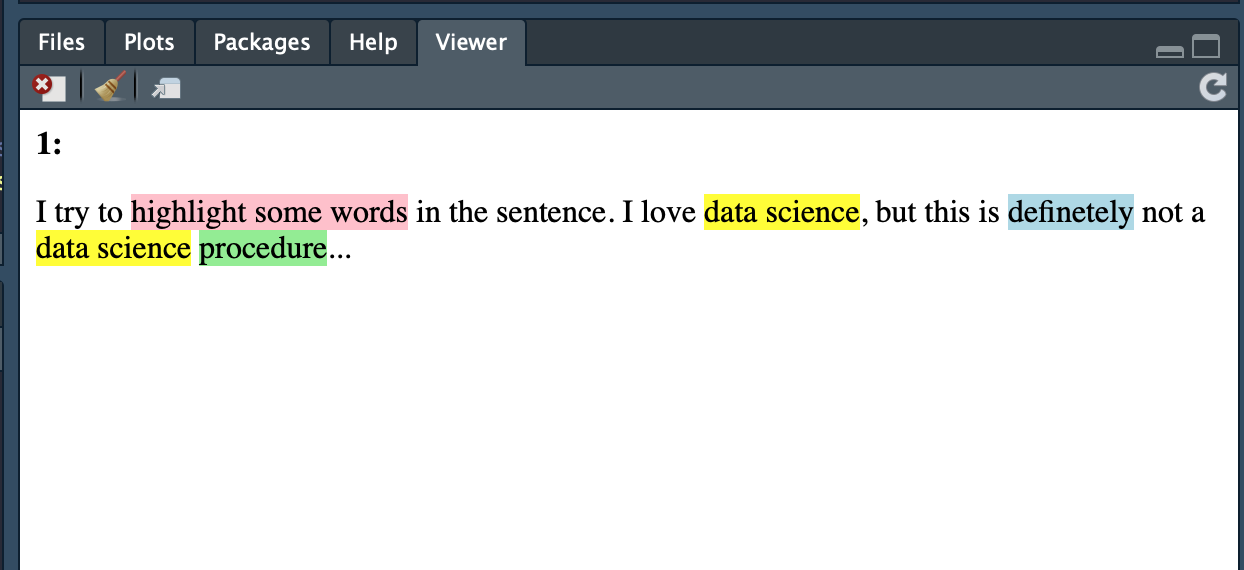 Files Plots Packages Help Viewer
1:
I try to highlight some words in the sentence. I love data science, but this is definetely not a
data science procedure...